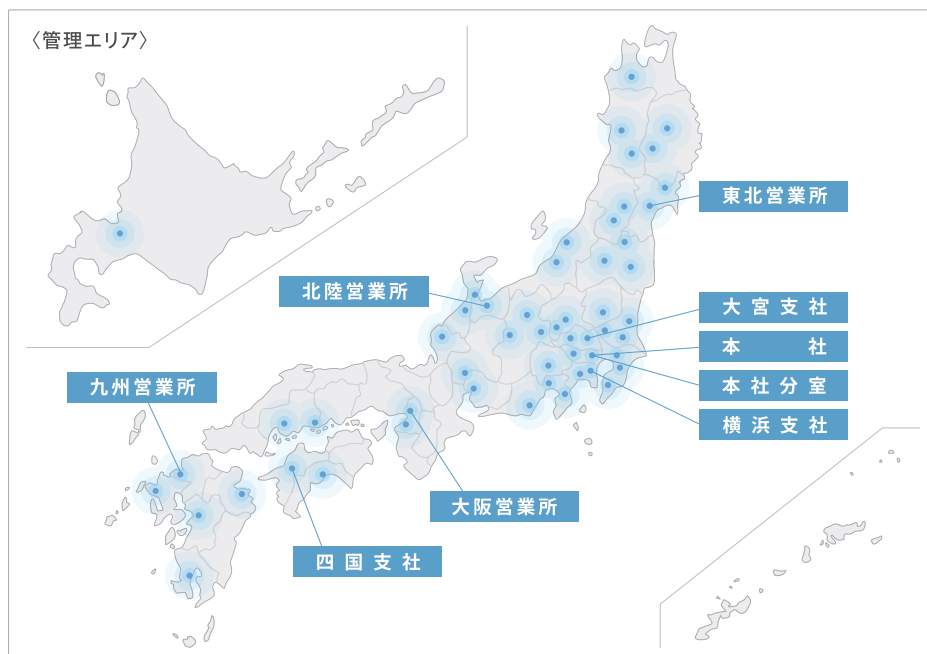 〈管理エリア〉
東北営業所
北陸営業所
大宮支社
本社
本社分室
九州営業所
横浜支社
大阪営業所
四国支社